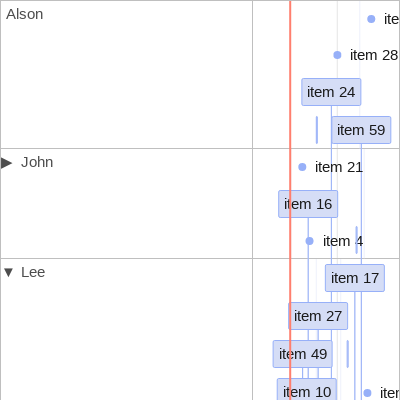 Alson
ite
item 28
item 24
item 59
▶ John
item 21
item 16
item 4
▼ Lee
item 17
item 27
item 49
item 10
iter